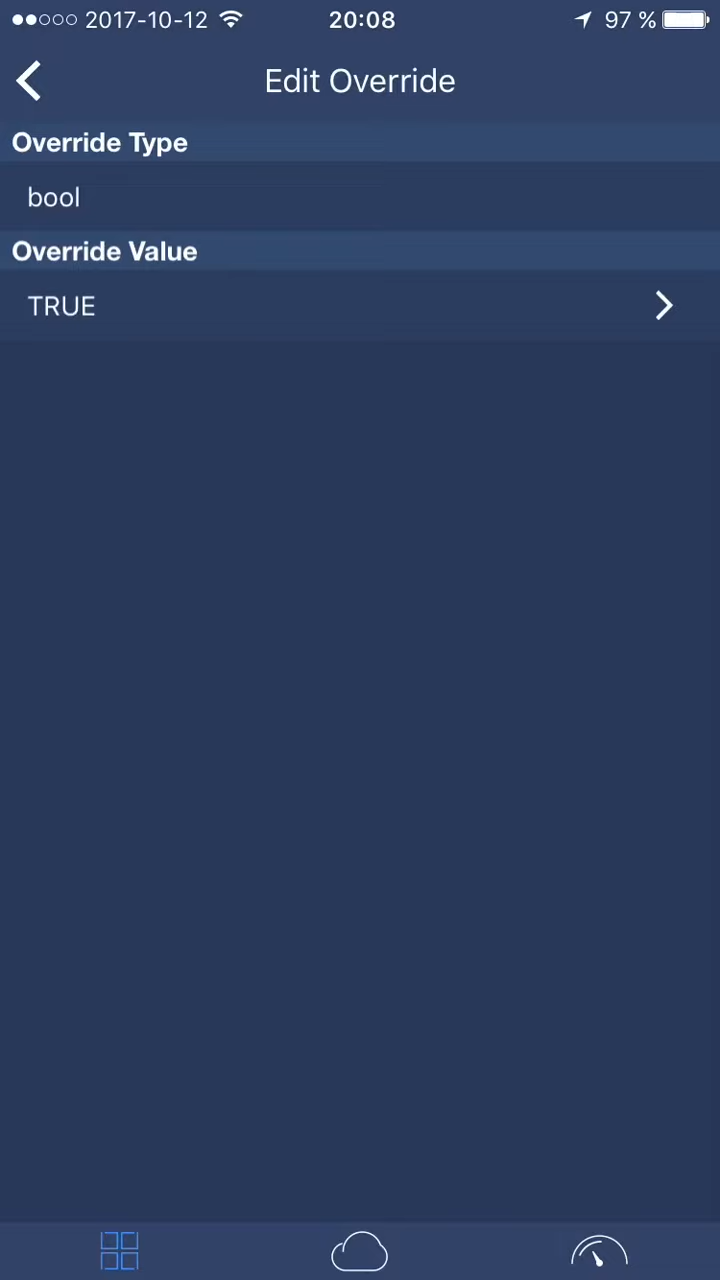 2017-10-12 20:08 97 %
Edit Override
Override Type
bool
Override Value
TRUE